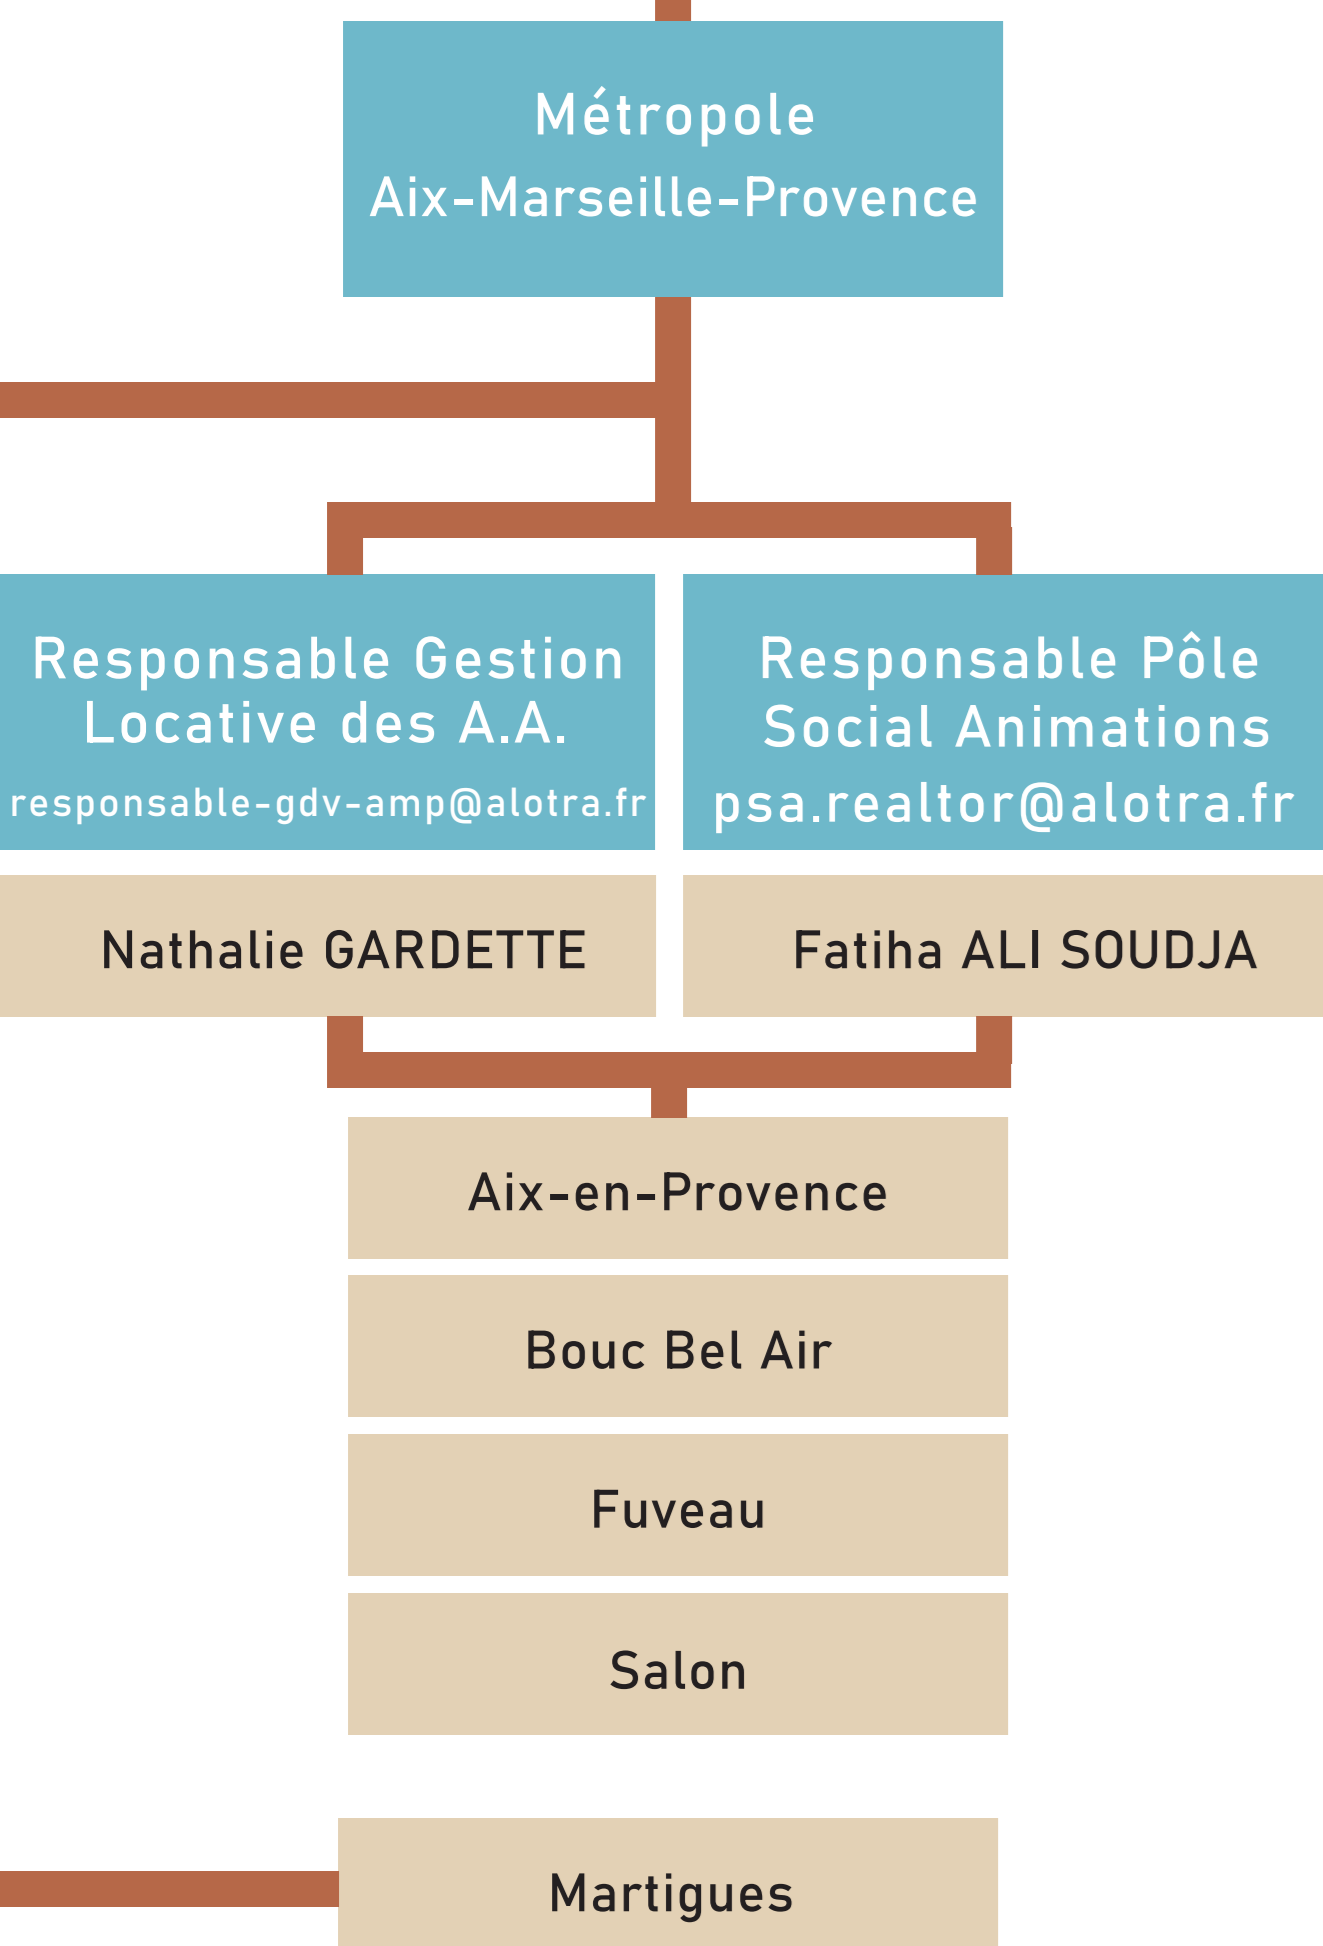 Métropole
Aix-Marseille-Provence
Responsable Gestion
Locative des A.A.
responsable-gdv-amp@alotra.fr
Responsable Pôle
Social Animations
psa.realtor@alotra.fr
Nathalie GARDETTE
Fatiha ALI SOUDJA
Aix-en-Provence
Bouc Bel Air
Fuveau
Salon
Martigues